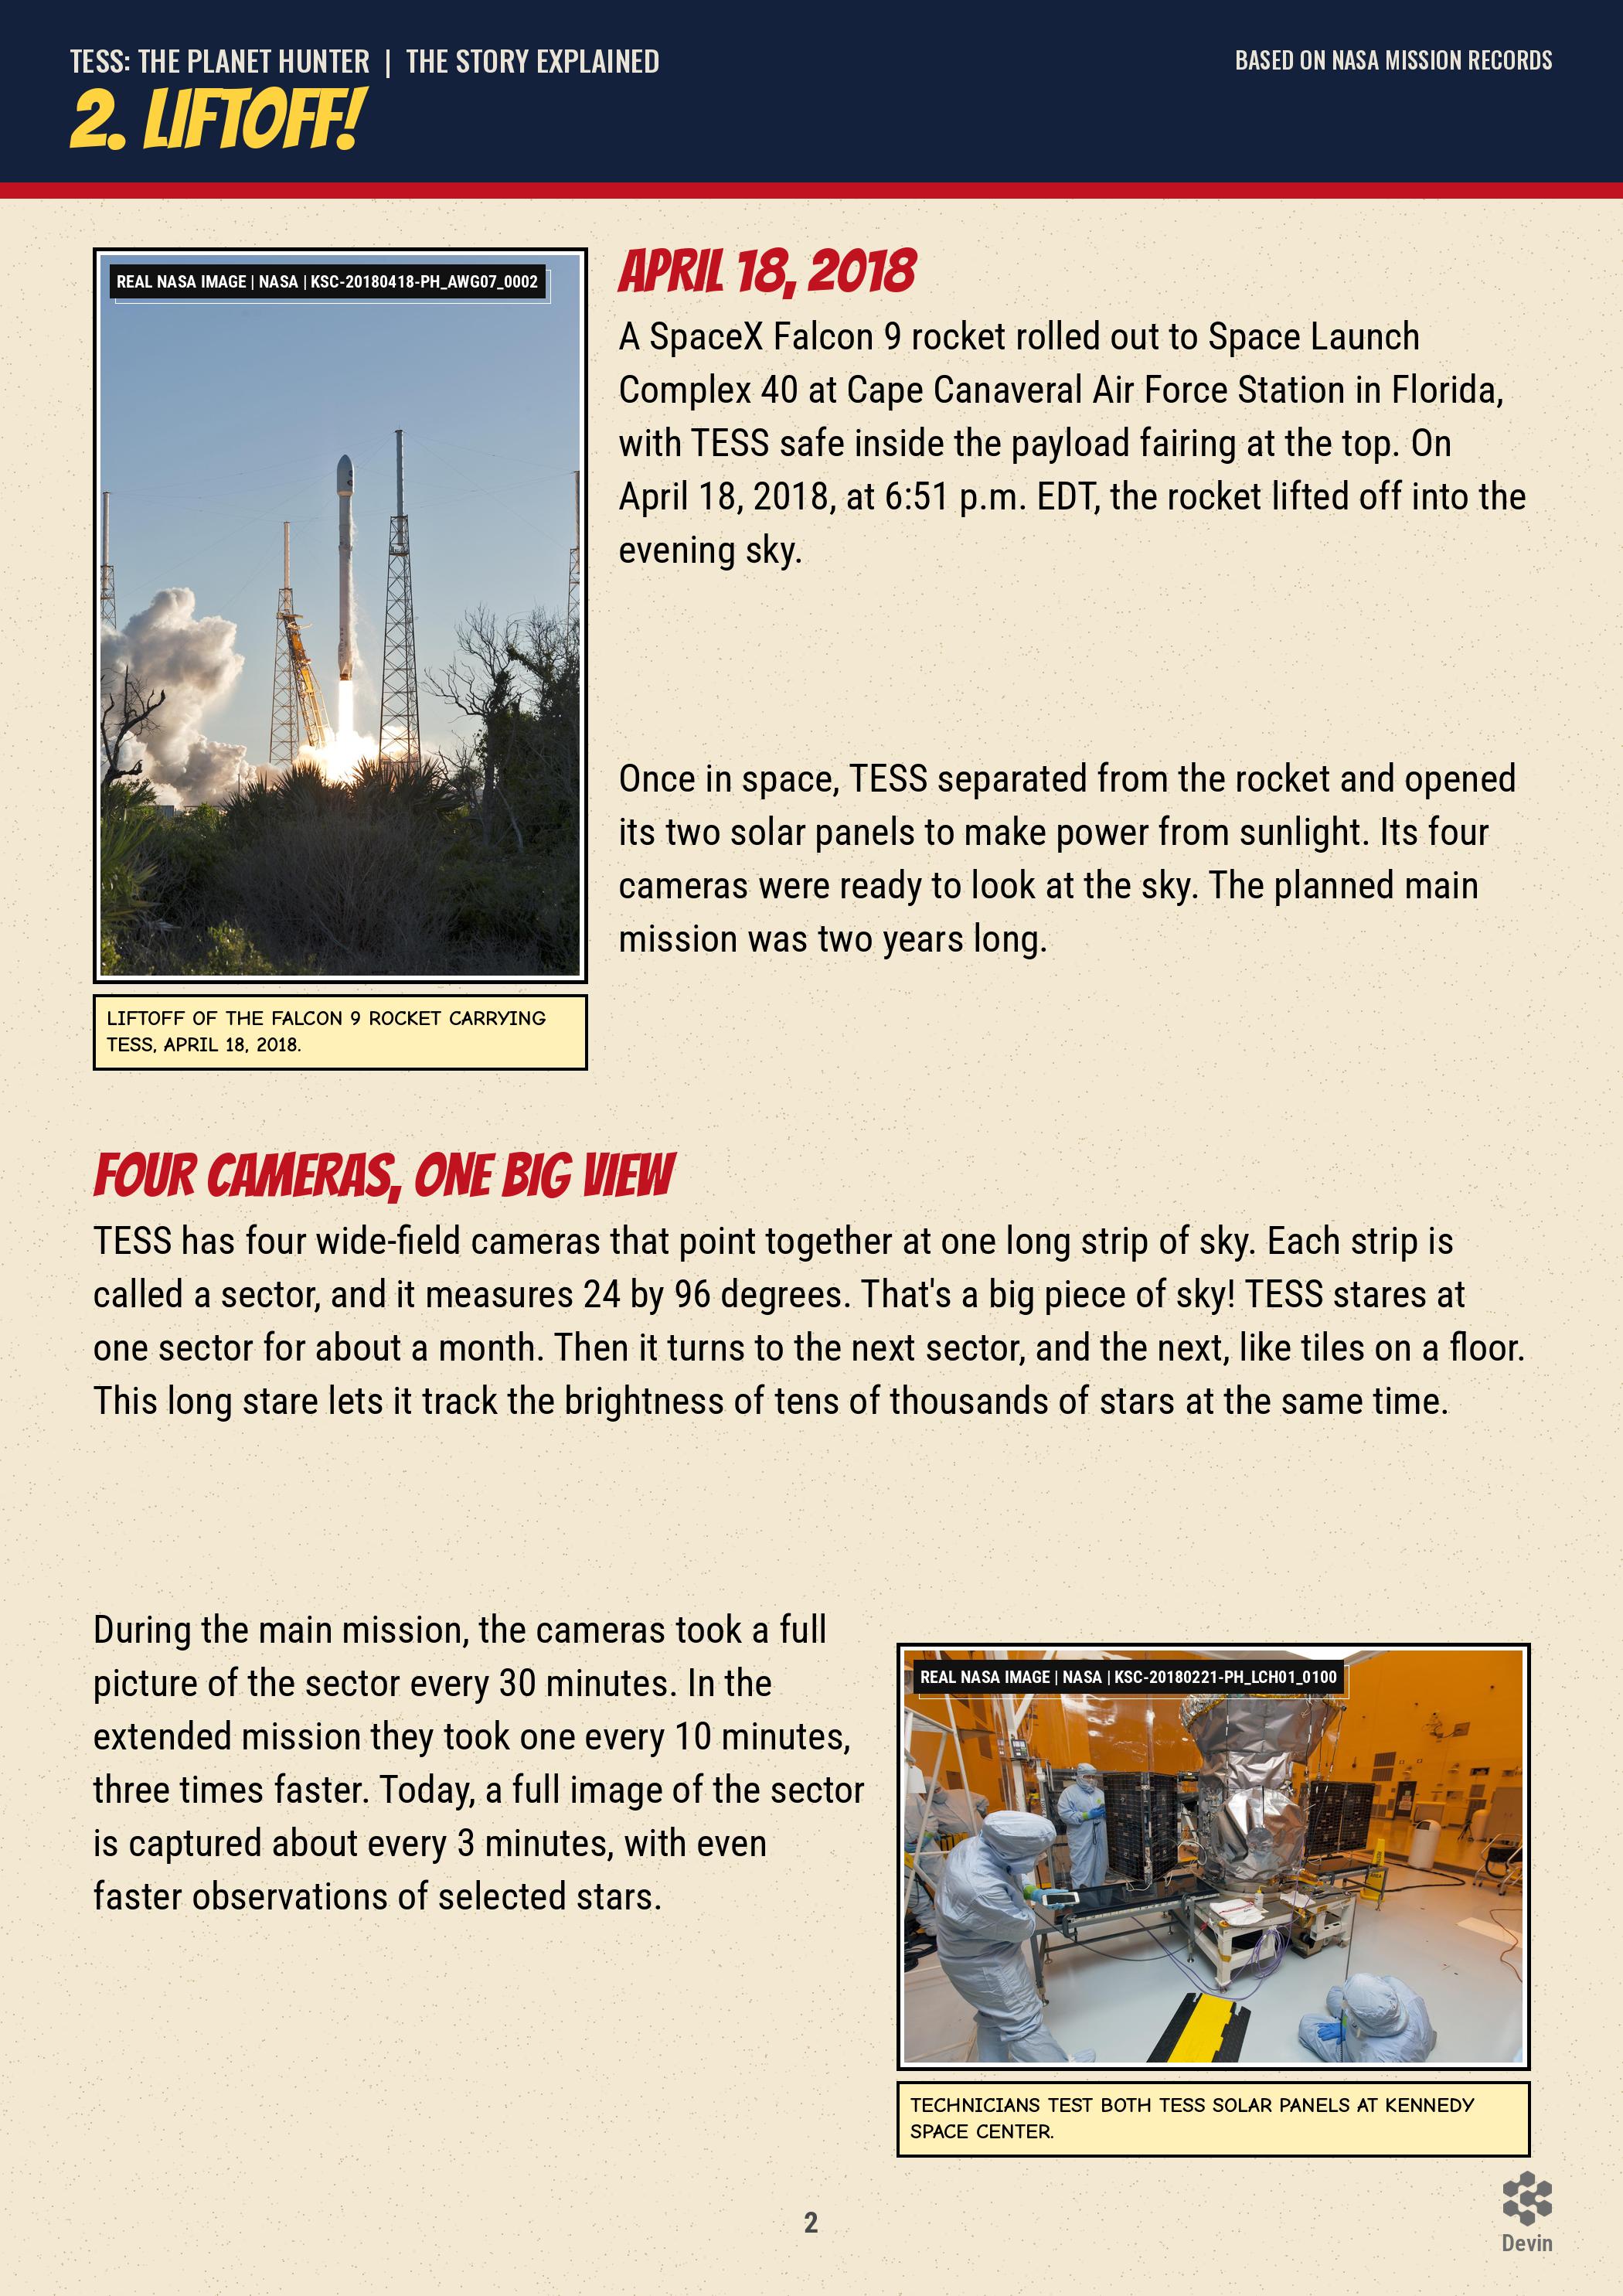 TESS: THE PLANET HUNTER | THE STORY EXPLAINED
BASED ON NASA MISSION RECORDS
2. LIFTOFF!
REAL NASA IMAGE | NASA | KSC-20180418-PH_AWG07_0002
LIFTOFF OF THE FALCON 9 ROCKET CARRYING
TESS, APRIL 18, 2018.
APRIL 18, 2018
A SpaceX Falcon 9 rocket rolled out to Space Launch
Complex 40 at Cape Canaveral Air Force Station in Florida,
with TESS safe inside the payload fairing at the top. On
April 18, 2018, at 6:51 p.m. EDT, the rocket lifted off into the
evening sky.
Once in space, TESS separated from the rocket and opened
its two solar panels to make power from sunlight. Its four
cameras were ready to look at the sky. The planned main
mission was two years long.
FOUR CAMERAS, ONE BIG VIEW
TESS has four wide-field cameras that point together at one long strip of sky. Each strip is
called a sector, and it measures 24 by 96 degrees. That's a big piece of sky! TESS stares at
one sector for about a month. Then it turns to the next sector, and the next, like tiles on a floor.
This long stare lets it track the brightness of tens of thousands of stars at the same time.
During the main mission, the cameras took a full
picture of the sector every 30 minutes. In the
extended mission they took one every 10 minutes,
three times faster. Today, a full image of the sector
is captured about every 3 minutes, with even
faster observations of selected stars.
REAL NASA IMAGE | NASA | KSC-20180221-PH_LCH01_0100
TECHNICIANS TEST BOTH TESS SOLAR PANELS AT KENNEDY
SPACE CENTER.
2
Devin